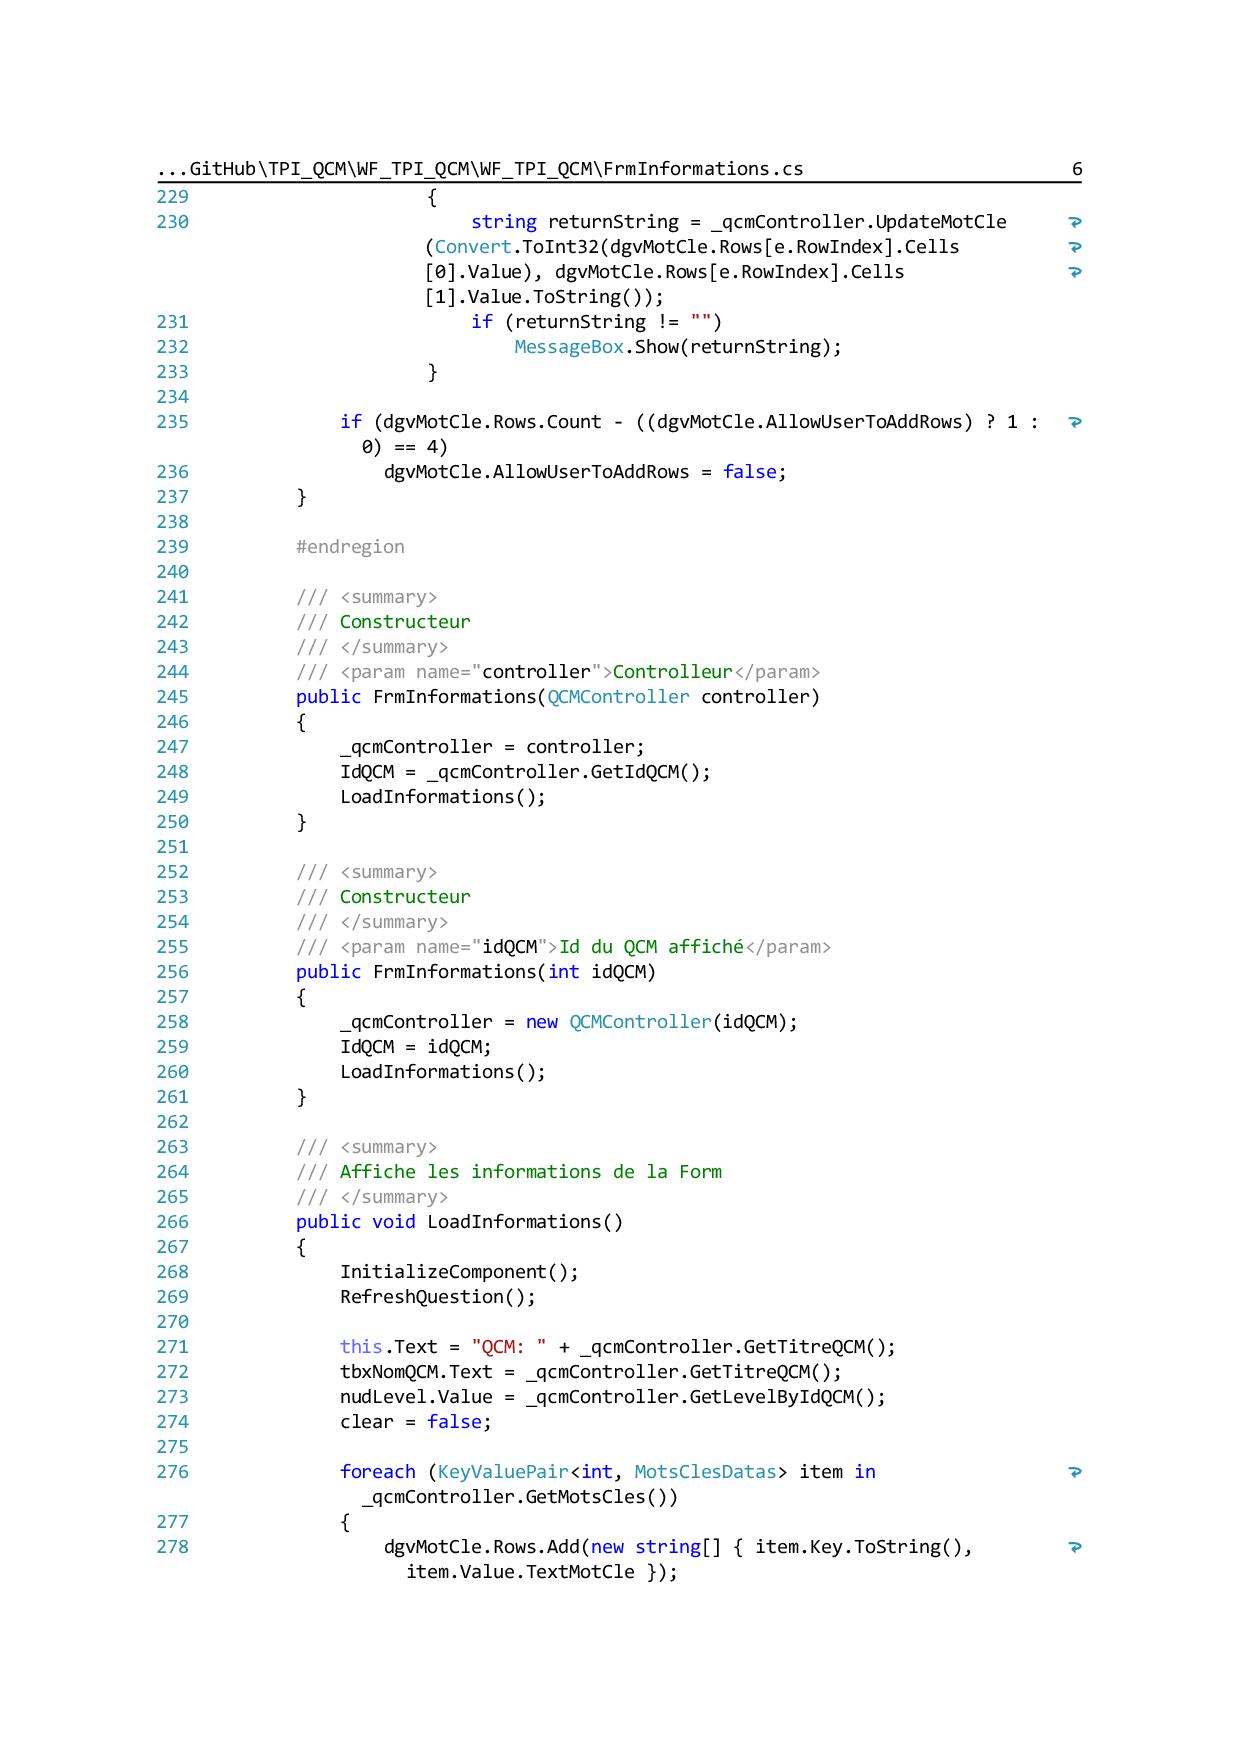 ...GitHub\TPI_QCM\WF_TPI_QCM\WF_TPI_QCM\FrmInformations.cs 6
229 {
230 string returnString = _qcmController.UpdateMotCle
(Convert.ToInt32(dgvMotCle.Rows[e.RowIndex].Cells
[0].Value), dgvMotCle.Rows[e.RowIndex].Cells
[1].Value.ToString());
231 if (returnString != "")
232 MessageBox.Show(returnString);
233 }
234
235 if (dgvMotCle.Rows.Count - ((dgvMotCle.AllowUserToAddRows) ? 1 :
0) == 4)
236 dgvMotCle.AllowUserToAddRows = false;
237 }
238
239 #endregion
240
241 /// <summary>
242 /// Constructeur
243 /// </summary>
244 /// <param name="controller">Controlleur</param>
245 public FrmInformations(QCMController controller)
246 {
247 _qcmController = controller;
248 IdQCM = _qcmController.GetIdQCM();
249 LoadInformations();
250 }
251
252 /// <summary>
253 /// Constructeur
254 /// </summary>
255 /// <param name="idQCM">Id du QCM affiché</param>
256 public FrmInformations(int idQCM)
257 {
258 _qcmController = new QCMController(idQCM);
259 IdQCM = idQCM;
260 LoadInformations();
261 }
262
263 /// <summary>
264 /// Affiche les informations de la Form
265 /// </summary>
266 public void LoadInformations()
267 {
268 InitializeComponent();
269 RefreshQuestion();
270
271 this.Text = "QCM: " + _qcmController.GetTitreQCM();
272 tbxNomQCM.Text = _qcmController.GetTitreQCM();
273 nudLevel.Value = _qcmController.GetLevelByIdQCM();
274 clear = false;
275
276 foreach (KeyValuePair<int, MotsClesDatas> item in
_qcmController.GetMotsCles())
277 {
278 dgvMotCle.Rows.Add(new string[] { item.Key.ToString(),
item.Value.TextMotCle });